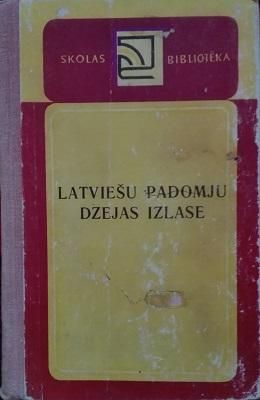 SKOLAS BIBLIOTĒKA
LATVIEŠU PADOMJU
DZEJAS IZLASE